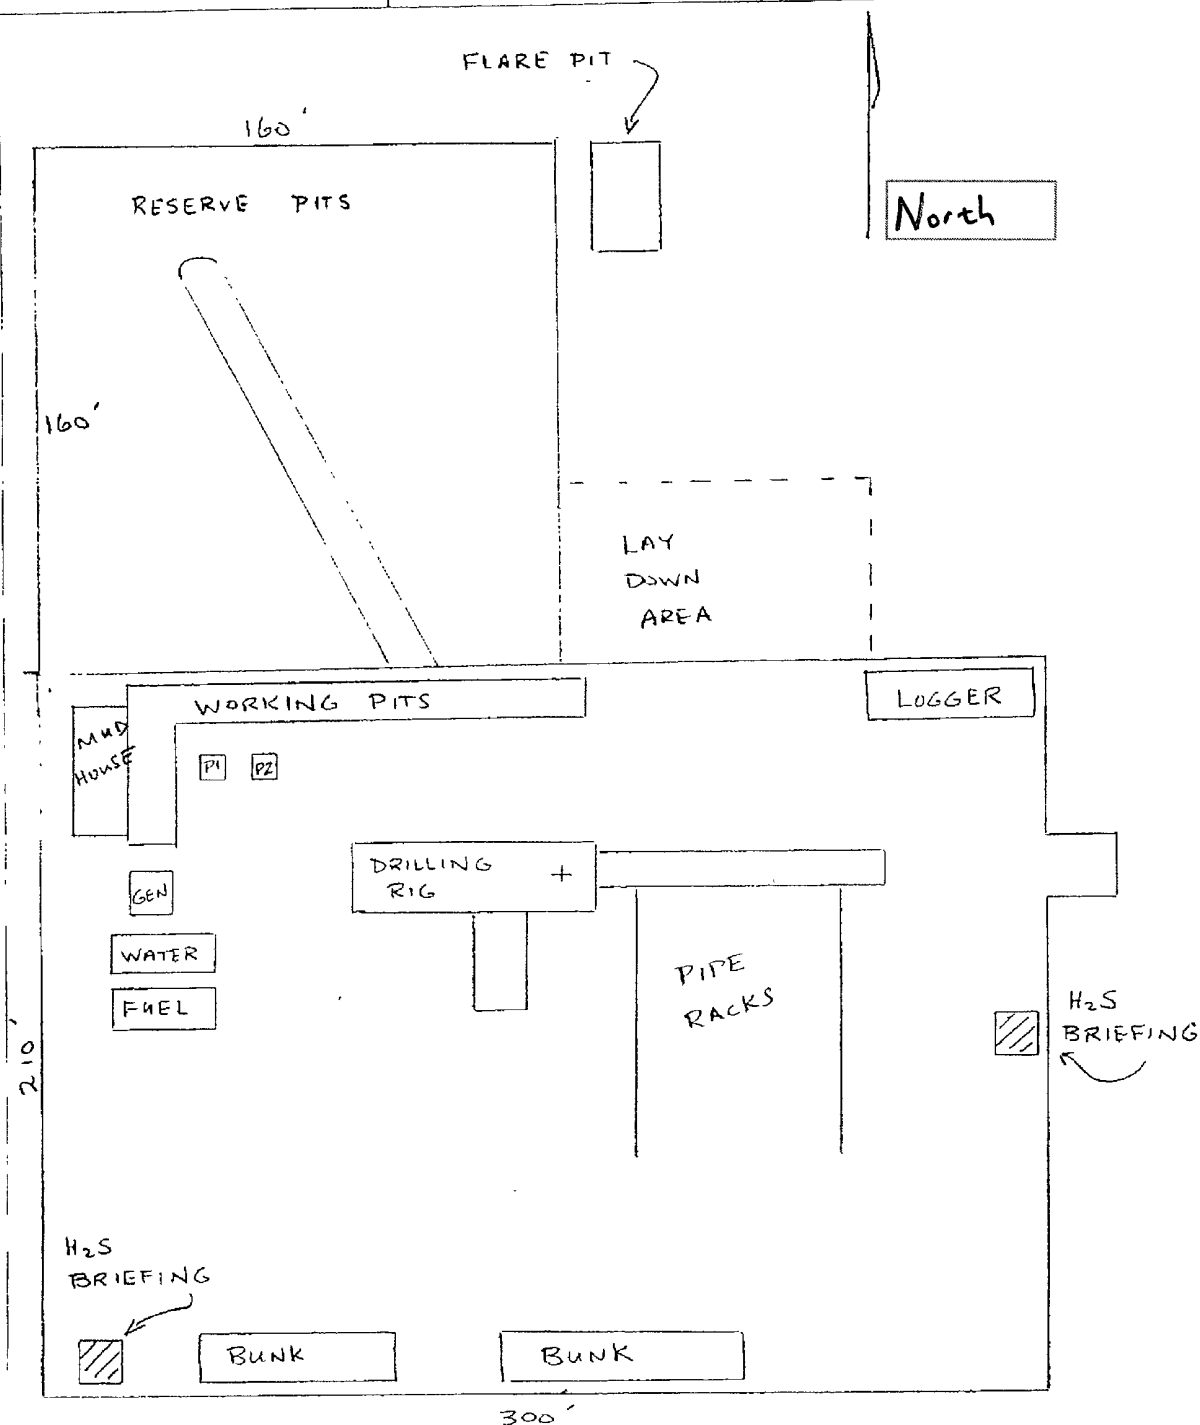 FLARE PIT
160'
North
RESERVE PITS
160'
LAY
DOWN
AREA
WORKING PITS
LOGGER
MUD
HOUSE
P1
P2
DRILLING
RIG
+
GEN
WATER
FUEL
PIPE
RACKS
H₂S
BRIEFING
210'
H₂S
BRIEFING
BUNK
BUNK
300'